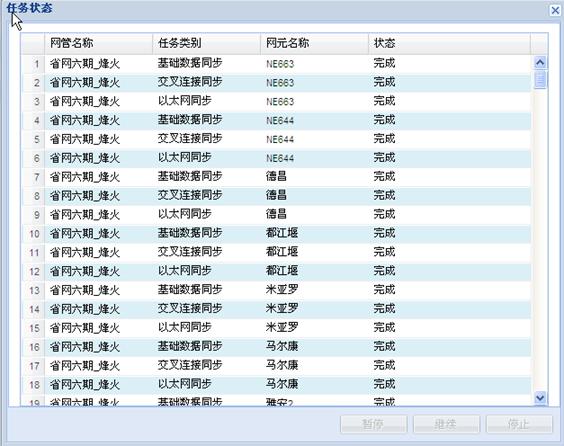 任务状态
网管名称 任务类别 网元名称 状态
1 省网六期_烽火 基础数据同步 NE663 完成
2 省网六期_烽火 交叉连接同步 NE663 完成
3 省网六期_烽火 以太网同步 NE663 完成
4 省网六期_烽火 基础数据同步 NE644 完成
5 省网六期_烽火 交叉连接同步 NE644 完成
6 省网六期_烽火 以太网同步 NE644 完成
7 省网六期_烽火 基础数据同步 德昌 完成
8 省网六期_烽火 交叉连接同步 德昌 完成
9 省网六期_烽火 以太网同步 德昌 完成
10 省网六期_烽火 基础数据同步 都江堰 完成
11 省网六期_烽火 交叉连接同步 都江堰 完成
12 省网六期_烽火 以太网同步 都江堰 完成
13 省网六期_烽火 基础数据同步 米亚罗 完成
14 省网六期_烽火 交叉连接同步 米亚罗 完成
15 省网六期_烽火 以太网同步 米亚罗 完成
16 省网六期_烽火 基础数据同步 马尔康 完成
17 省网六期_烽火 交叉连接同步 马尔康 完成
18 省网六期_烽火 以太网同步 马尔康 完成
19 省网六期_烽火 基础数据同步 雅安2 完成
暂停 继续 停止